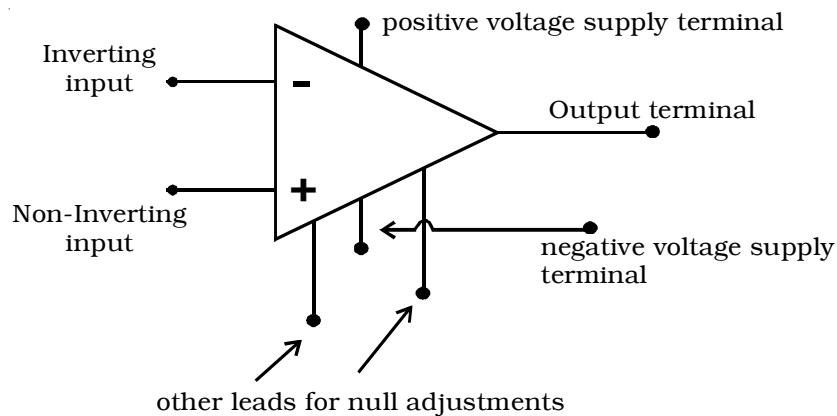 positive voltage supply terminal
Inverting
input
-
Output terminal
+
Non-Inverting
input
negative voltage supply
terminal
other leads for null adjustments